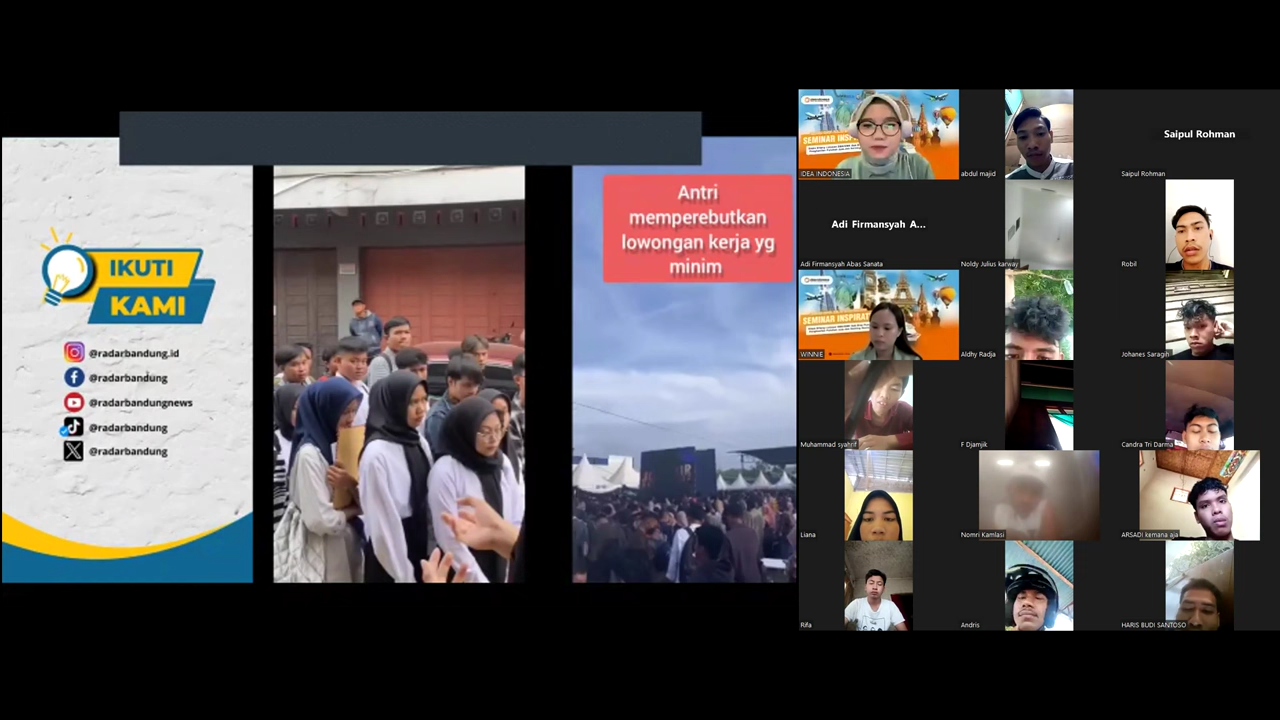 IKUTI
KAMI
@radarbandung.id
@radarbandung
@radarbandungnews
@radarbandung
@radarbandung
Antri
memperebutkan
lowongan kerja yg
minim
IDEA INDONESIA
abdul majid
Saipul Rohman
Saipul Rohman
Adi Firmansyah A...
Adi Firmansyah Abas Sanata
Noldy Julius karway
Robil
SEMINAR INSPIRAT
WINNIE
Aldhy Radja
Johanes Saragih
Muhammad syahrif
F Djamjik
Candra Tri Darma
Liana
Nomri Kamlasi
ARSADI kemana aja
Rifa
Andris
HARIS BUDI SANTOSO